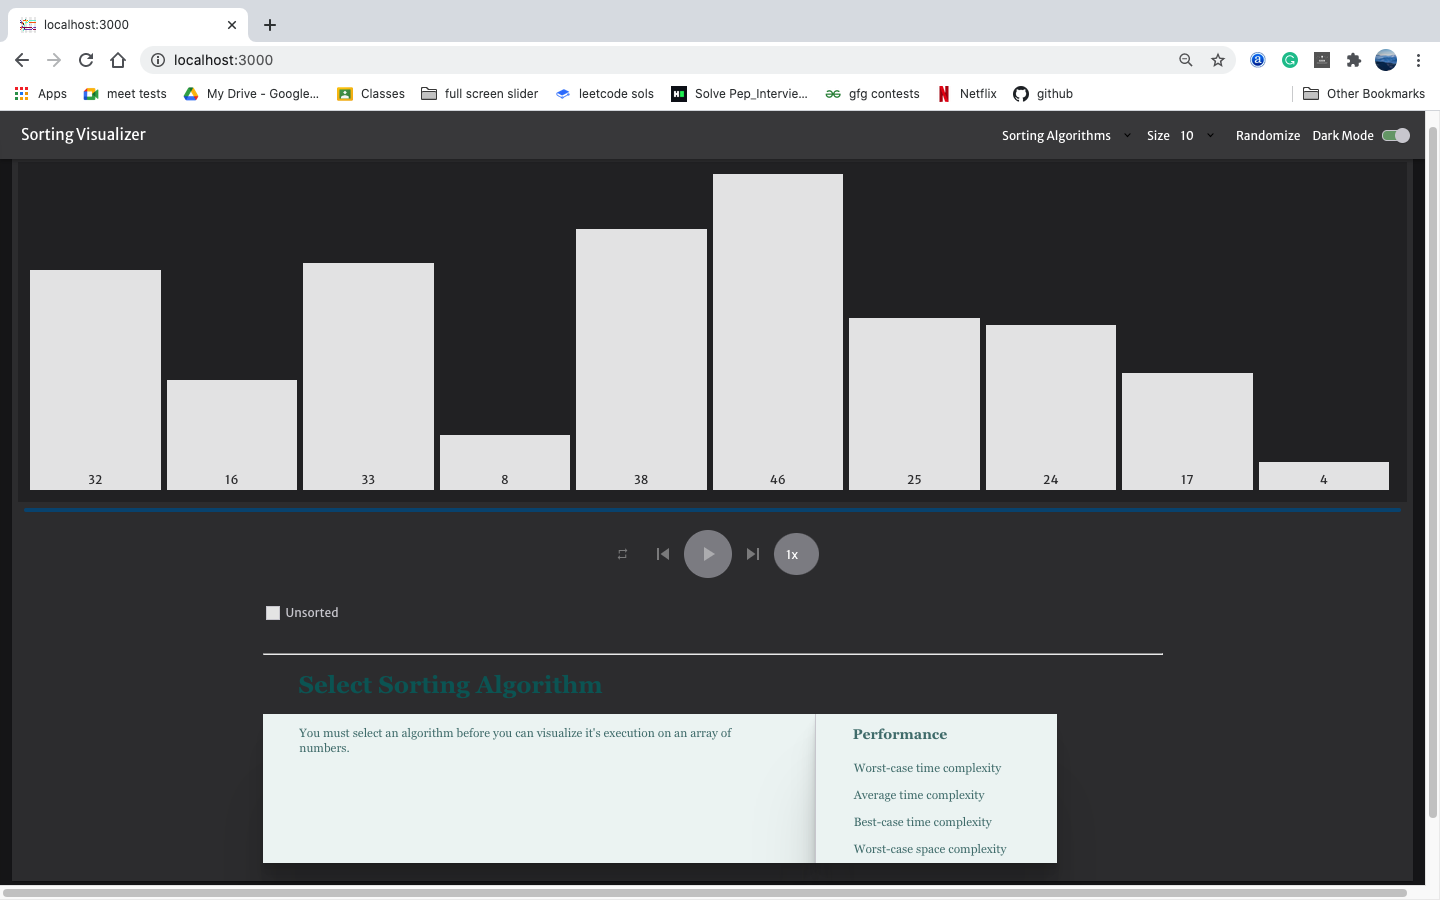 localhost:3000
localhost:3000
Apps meet tests My Drive - Google... Classes full screen slider leetcode sols Solve Pep_Intervie... gfg contests Netflix github Other Bookmarks
Sorting Visualizer Sorting Algorithms Size 10 Randomize Dark Mode
32 16 33 8 38 46 25 24 17 4
1x
Unsorted
Select Sorting Algorithm
You must select an algorithm before you can visualize it's execution on an array of
numbers.
Performance
Worst-case time complexity
Average time complexity
Best-case time complexity
Worst-case space complexity